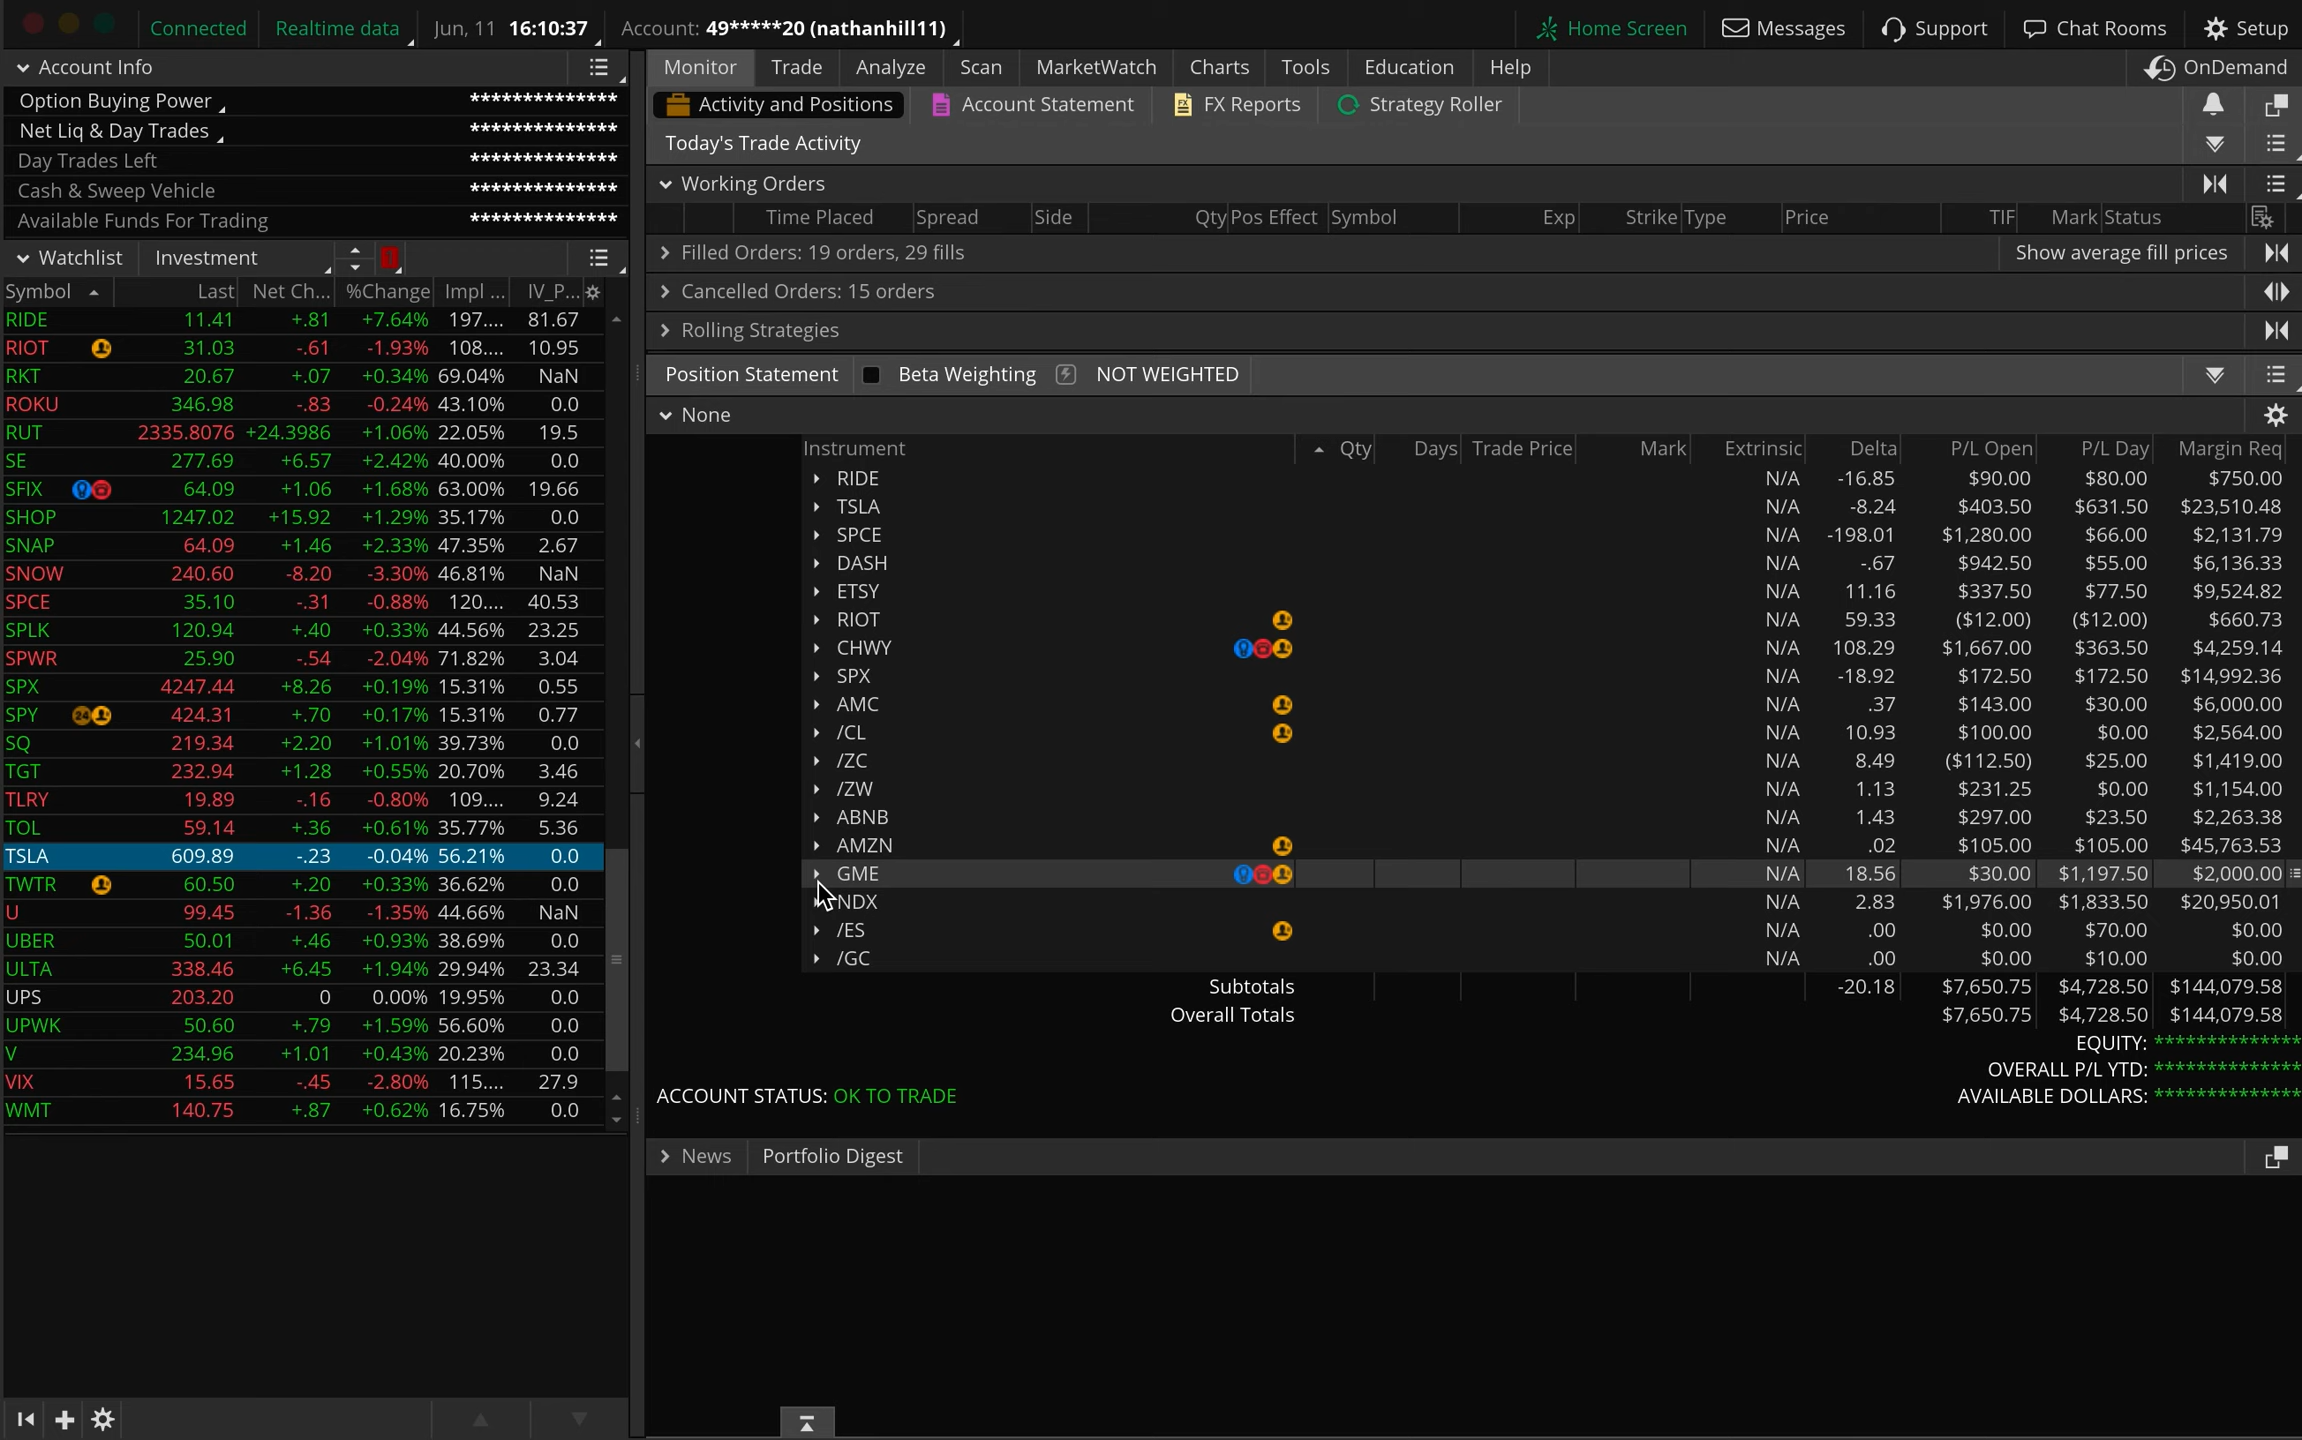 Connected Realtime data Jun, 11 16:10:37 Account: 49*****20 (nathanhill11) Home Screen Messages Support Chat Rooms Setup
Account Info
Option Buying Power **************
Net Liq & Day Trades **************
Day Trades Left **************
Cash & Sweep Vehicle **************
Available Funds For Trading **************
Watchlist Investment
Symbol Last Net Ch... %Change Impl ... IV_P...
RIDE 11.41 +.81 +7.64% 197.... 81.67
RIOT 31.03 -.61 -1.93% 108.... 10.95
RKT 20.67 +.07 +0.34% 69.04% NaN
ROKU 346.98 -.83 -0.24% 43.10% 0.0
RUT 2335.8076 +24.3986 +1.06% 22.05% 19.5
SE 277.69 +6.57 +2.42% 40.00% 0.0
SFIX 64.09 +1.06 +1.68% 63.00% 19.66
SHOP 1247.02 +15.92 +1.29% 35.17% 0.0
SNAP 64.09 +1.46 +2.33% 47.35% 2.67
SNOW 240.60 -8.20 -3.30% 46.81% NaN
SPCE 35.10 -.31 -0.88% 120.... 40.53
SPLK 120.94 +.40 +0.33% 44.56% 23.25
SPWR 25.90 -.54 -2.04% 71.82% 3.04
SPX 4247.44 +8.26 +0.19% 15.31% 0.55
SPY 24 424.31 +.70 +0.17% 15.31% 0.77
SQ 219.34 +2.20 +1.01% 39.73% 0.0
TGT 232.94 +1.28 +0.55% 20.70% 3.46
TLRY 19.89 -.16 -0.80% 109.... 9.24
TOL 59.14 +.36 +0.61% 35.77% 5.36
TSLA 609.89 -.23 -0.04% 56.21% 0.0
TWTR 60.50 +.20 +0.33% 36.62% 0.0
U 99.45 -1.36 -1.35% 44.66% NaN
UBER 50.01 +.46 +0.93% 38.69% 0.0
ULTA 338.46 +6.45 +1.94% 29.94% 23.34
UPS 203.20 0 0.00% 19.95% 0.0
UPWK 50.60 +.79 +1.59% 56.60% 0.0
V 234.96 +1.01 +0.43% 20.23% 0.0
VIX 15.65 -.45 -2.80% 115.... 27.9
WMT 140.75 +.87 +0.62% 16.75% 0.0
Monitor Trade Analyze Scan MarketWatch Charts Tools Education Help OnDemand
Activity and Positions Account Statement FX Reports Strategy Roller
Today's Trade Activity
Working Orders
Time Placed Spread Side Qty Pos Effect Symbol Exp Strike Type Price TIF Mark Status
Filled Orders: 19 orders, 29 fills Show average fill prices
Cancelled Orders: 15 orders
Rolling Strategies
Position Statement Beta Weighting NOT WEIGHTED
None
Instrument Qty Days Trade Price Mark Extrinsic Delta P/L Open P/L Day Margin Req
RIDE N/A -16.85 $90.00 $80.00 $750.00
TSLA N/A -8.24 $403.50 $631.50 $23,510.48
SPCE N/A -198.01 $1,280.00 $66.00 $2,131.79
DASH N/A -.67 $942.50 $55.00 $6,136.33
ETSY N/A 11.16 $337.50 $77.50 $9,524.82
RIOT N/A 59.33 ($12.00) ($12.00) $660.73
CHWY N/A 108.29 $1,667.00 $363.50 $4,259.14
SPX N/A -18.92 $172.50 $172.50 $14,992.36
AMC N/A .37 $143.00 $30.00 $6,000.00
/CL N/A 10.93 $100.00 $0.00 $2,564.00
/ZC N/A 8.49 ($112.50) $25.00 $1,419.00
/ZW N/A 1.13 $231.25 $0.00 $1,154.00
ABNB N/A 1.43 $297.00 $23.50 $2,263.38
AMZN N/A .02 $105.00 $105.00 $45,763.53
GME N/A 18.56 $30.00 $1,197.50 $2,000.00
NDX N/A 2.83 $1,976.00 $1,833.50 $20,950.01
/ES N/A .00 $0.00 $70.00 $0.00
/GC N/A .00 $0.00 $10.00 $0.00
Subtotals -20.18 $7,650.75 $4,728.50 $144,079.58
Overall Totals $7,650.75 $4,728.50 $144,079.58
EQUITY: **************
OVERALL P/L YTD: **************
ACCOUNT STATUS: OK TO TRADE AVAILABLE DOLLARS: **************
News Portfolio Digest